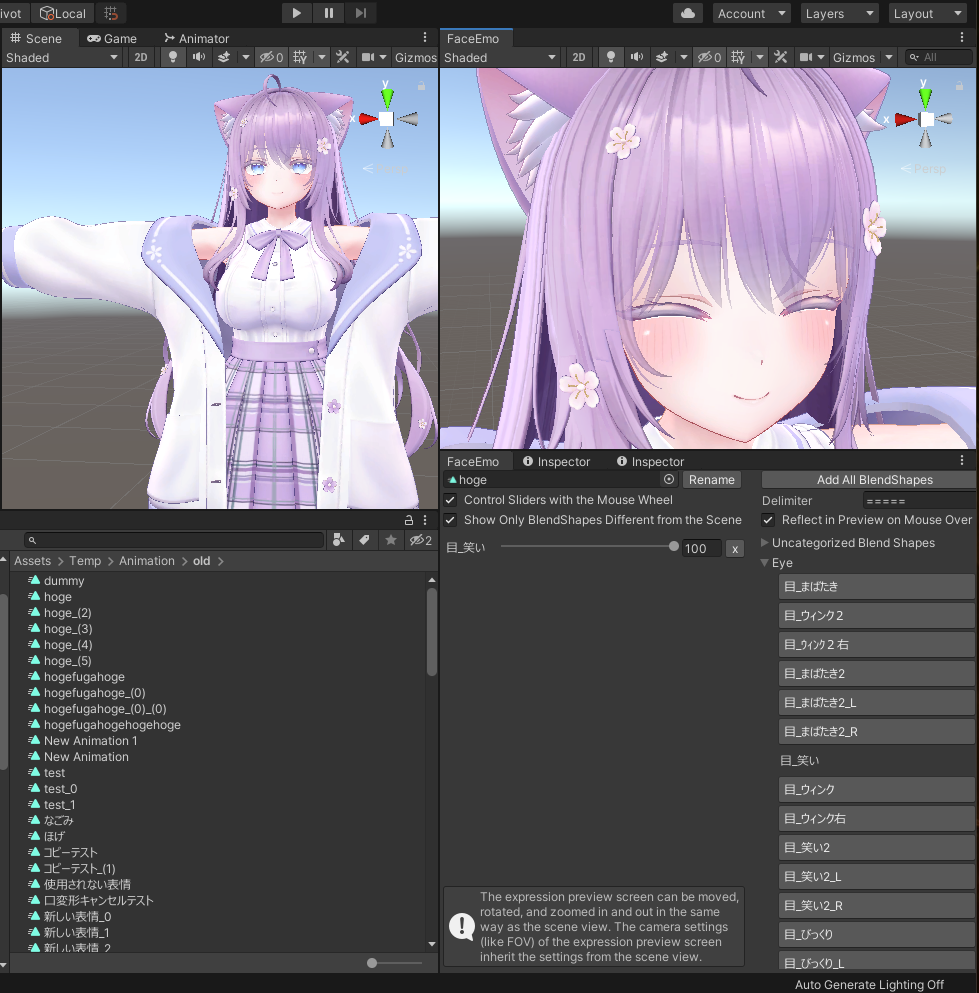 ivot
Local
Account
Layers
Layout
Scene
Game
Animator
Shaded
2D
0
Gizmos
y
x
FaceEmo
Shaded
2D
0
Gizmos
All
y
x
Persp
2
Assets
Temp
Animation
old
dummy
hoge
hoge_(2)
hoge_(3)
hoge_(4)
hoge_(5)
hogefugahoge
hogefugahoge_(0)
hogefugahoge_(0)_(0)
hogefugahogehogehoge
New Animation 1
New Animation
test
test_0
test_1
なごみ
ほげ
コピーテスト
コピーテスト_(1)
使用されない表情
口変形キャンセルテスト
新しい表情_0
新しい表情_1
新しい表情_2
FaceEmo
Inspector
Inspector
hoge
Rename
Control Sliders with the Mouse Wheel
Show Only BlendShapes Different from the Scene
目_笑い
100
x
The expression preview screen can be moved,
rotated, and zoomed in and out in the same
way as the scene view. The camera settings
(like FOV) of the expression preview screen
inherit the settings from the scene view.
Add All BlendShapes
Delimiter
=====
Reflect in Preview on Mouse Over
Uncategorized Blend Shapes
Eye
目_まばたき
目_ウィンク２
目_ｳｨﾝｸ２右
目_まばたき2
目_まばたき2_L
目_まばたき2_R
目_笑い
目_ウィンク
目_ウィンク右
目_笑い2
目_笑い2_L
目_笑い2_R
目_びっくり
目_びっくり_L
Auto Generate Lighting Off